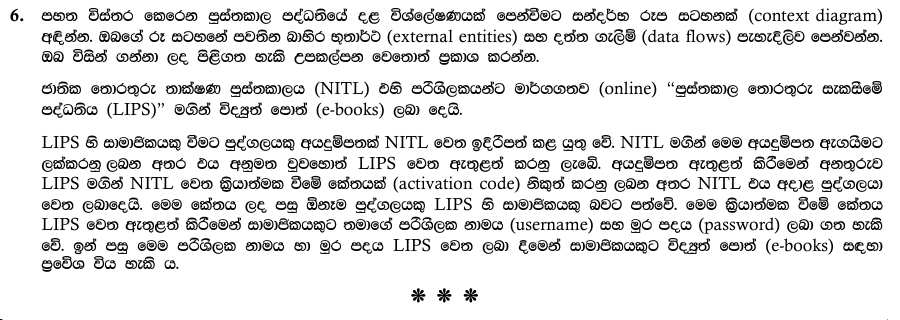 6. පහත විස්තර කෙරෙන පුස්තකාල පද්ධතියේ දළ විශ්ලේෂණයක් පෙන්වීමට සන්දර්භ රූප සටහනක් (context diagram)
අඳින්න. ඔබගේ රූ සටහනේ පවතින බාහිර භූතාර්ථ (external entities) සහ දත්ත ගැලීම් (data flows) පැහැදිලිව පෙන්වන්න.
ඔබ විසින් ගන්නා ලද පිළිගත හැකි උපකල්පන වෙතොත් ප්‍රකාශ කරන්න.
ජාතික තොරතුරු තාක්ෂණ පුස්තකාලය (NITL) එහි පරිශීලකයන්ට මාර්ගගතව (online) “පුස්තකාල තොරතුරු සැකසීමේ
පද්ධතිය (LIPS)” මගින් විද්‍යුත් පොත් (e-books) ලබා දෙයි.
LIPS හි සාමාජිකයකු වීමට පුද්ගලයකු අයදුම්පතක් NITL වෙත ඉදිරිපත් කළ යුතු වේ. NITL මගින් මෙම අයදුම්පත ඇගයීමට
ලක්කරනු ලබන අතර එය අනුමත වුවහොත් LIPS වෙත ඇතුළත් කරනු ලැබේ. අයදුම්පත ඇතුළත් කිරීමෙන් අනතුරුව
LIPS මගින් NITL වෙත ක්‍රියාත්මක වීමේ කේතයක් (activation code) නිකුත් කරනු ලබන අතර NITL එය අදාළ පුද්ගලයා
වෙත ලබාදෙයි. මෙම කේතය ලද පසු ඕනෑම පුද්ගලයකු LIPS හි සාමාජිකයකු බවට පත්වේ. මෙම ක්‍රියාත්මක වීමේ කේතය
LIPS වෙත ඇතුළත් කිරීමෙන් සාමාජිකයකුට තමාගේ පරිශීලක නාමය (username) සහ මුර පදය (password) ලබා ගත හැකි
වේ. ඉන් පසු මෙම පරිශීලක නාමය හා මුර පදය LIPS වෙත ලබා දීමෙන් සාමාජිකයකුට විද්‍යුත් පොත් (e-books) සඳහා
ප්‍රවේශ විය හැකි ය.
❋ ❋ ❋